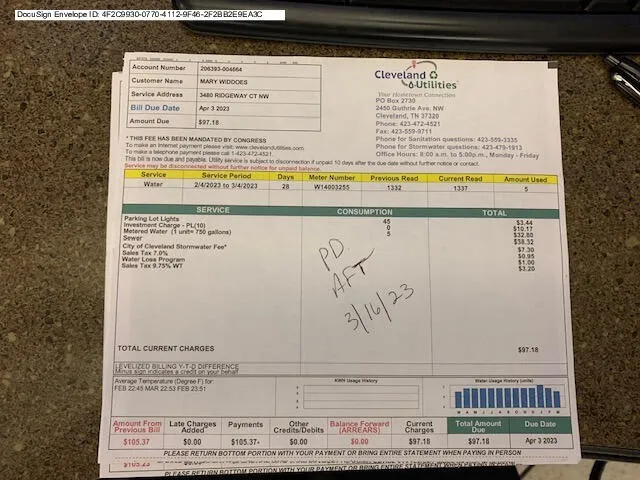 DocuSign Envelope ID: 4F2C9930-0770-4112-9F46-2F2BB2E9EA3C
Account Number 206393-004664
Customer Name MARY WIDDOES
Service Address 3480 RIDGEWAY CT NW
Bill Due Date Apr 3 2023
Amount Due $97.18
Cleveland
Utilities
Your Hometown Connection
PO Box 2730
2450 Guthrie Ave. NW
Cleveland, TN 37320
Phone: 423-472-4521
Fax: 423-559-9711
Phone for Sanitation questions: 423-559-3335
Phone for Stormwater questions: 423-479-1913
Office Hours: 8:00 a.m. to 5:00p.m., Monday - Friday
* THIS FEE HAS BEEN MANDATED BY CONGRESS
To make an Internet payment please visit: www.clevelandutilities.com
To make a telephone payment please call 1-423-472-4521
This bill is now due and payable. Utility service is subject to disconnection if unpaid 10 days after the due date without further notice or contact.
Service may be disconnected without further notice for unpaid balance.
Service Service Period Days Meter Number Previous Read Current Read Amount Used
Water 2/4/2023 to 3/4/2023 28 W14003255 1332 1337 5
SERVICE CONSUMPTION TOTAL
Parking Lot Lights 45 $3.44
Investment Charge - PL(10) 0 $10.17
Metered Water (1 unit= 750 gallons) 5 $32.80
Sewer $38.32
City of Cleveland Stormwater Fee* $7.30
Sales Tax 7.0% $0.95
Water Loss Program $1.00
Sales Tax 9.75% WT $3.20
PD
AFT
3/16/23
TOTAL CURRENT CHARGES $97.18
LEVELIZED BILLING Y-T-D DIFFERENCE
Minus sign indicates a credit on your behalf
Average Temperature (Degree F) for:
FEB 22:45 MAR 22:53 FEB 23:51
KWH Usage History
Water Usage History (units)
M A M J J A S O N D J F M
Amount From Previous Bill Late Charges Added Payments Other Credits/Debits Balance Forward (ARREARS) Current Charges Total Amount Due Due Date
$105.37 $0.00 $105.37- $0.00 $0.00 $97.18 $97.18 Apr 3 2023
PLEASE RETURN BOTTOM PORTION WITH YOUR PAYMENT OR BRING ENTIRE STATEMENT WHEN PAYING IN PERSON
PLEASE RETURN BOTTOM PORTION WITH YOUR PAYMENT OR BRING ENTIRE STATEMENT WHEN PAYING IN PERSON